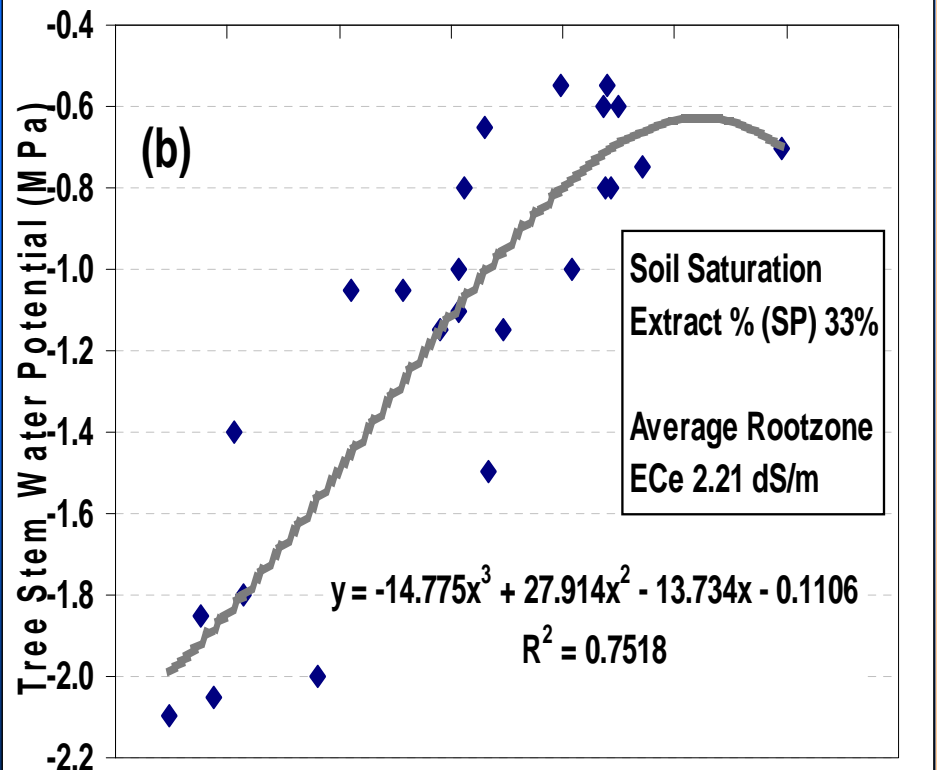 -0.4
-0.6
-0.8
-1.0
-1.2
-1.4
-1.6
-1.8
-2.0
-2.2
Tree Stem Water Potential (MPa)
(b)
Soil Saturation
Extract % (SP) 33%
Average Rootzone
ECe 2.21 dS/m
y = -14.775x³ + 27.914x² - 13.734x - 0.1106
R² = 0.7518